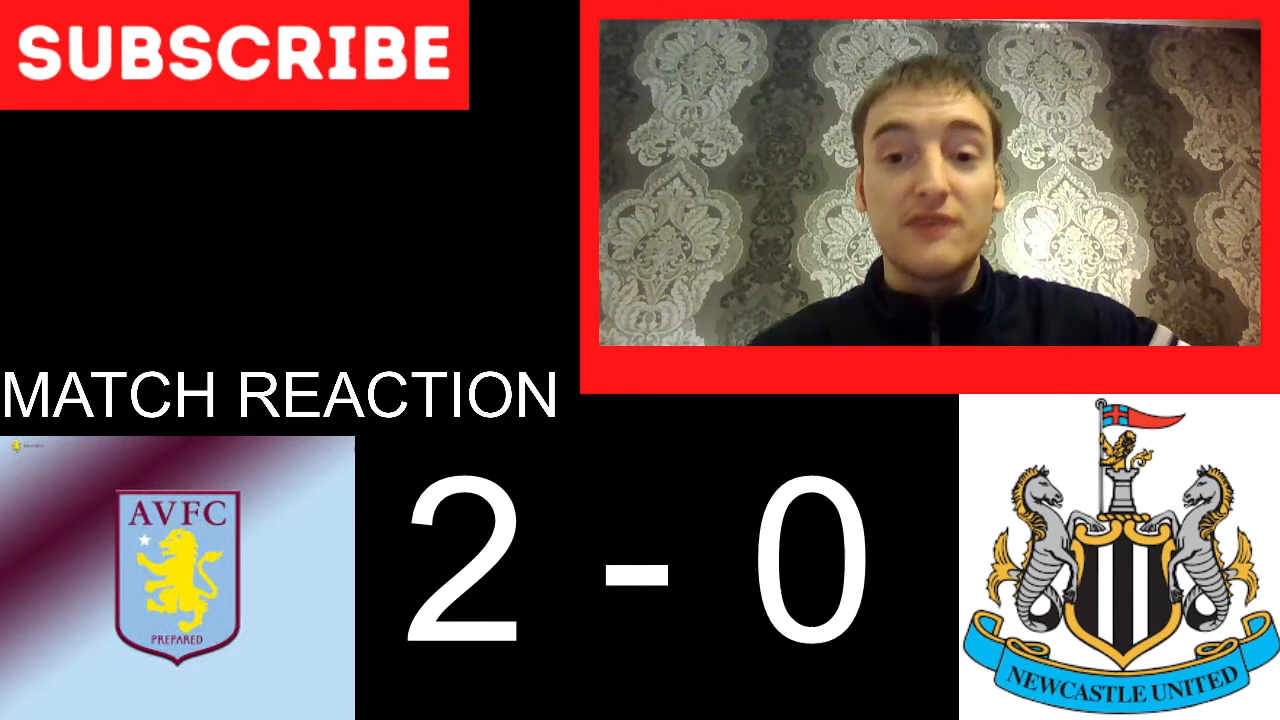 SUBSCRIBE
MATCH REACTION
AVFC
PREPARED
2 - 0
NEWCASTLE UNITED